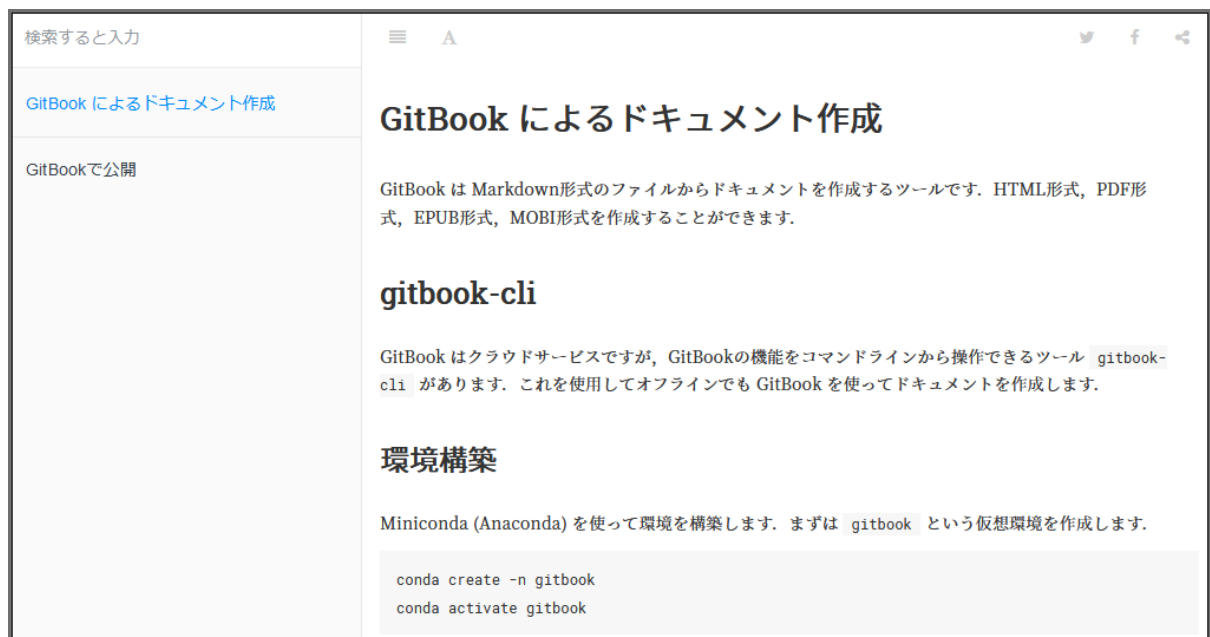 検索すると入力
A
GitBook によるドキュメント作成
GitBookで公開
GitBook によるドキュメント作成
GitBook は Markdown形式のファイルからドキュメントを作成するツールです．HTML形式，PDF形
式，EPUB形式，MOBI形式を作成することができます．
gitbook-cli
GitBook はクラウドサービスですが，GitBookの機能をコマンドラインから操作できるツール gitbook-
cli があります．これを使用してオフラインでも GitBook を使ってドキュメントを作成します．
環境構築
Miniconda (Anaconda) を使って環境を構築します．まずは gitbook という仮想環境を作成します．
conda create -n gitbook
conda activate gitbook